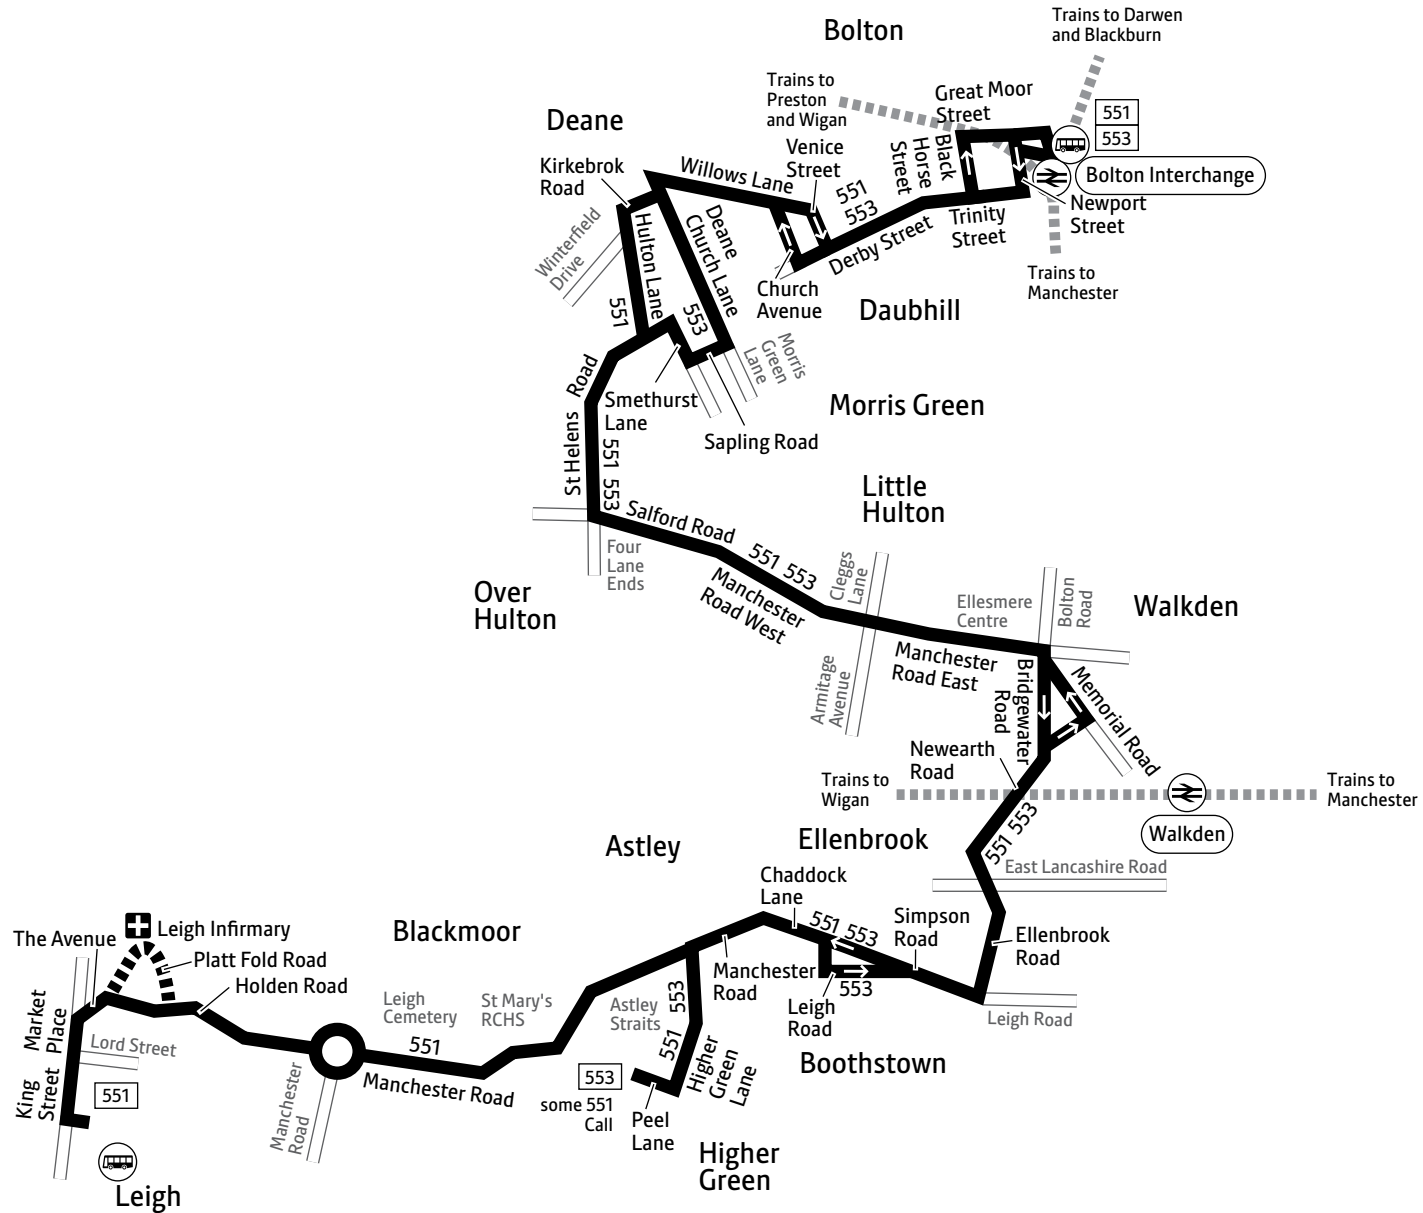 Bolton
Trains to Darwen
and Blackburn
Trains to
Preston
and Wigan
Great Moor
Street
551
553
Deane
Venice
Street
Black
Horse
Street
Kirkebrok
Road
Willows Lane
551
553
Bolton Interchange
Newport
Street
Trinity
Street
Derby Street
Winterfield
Drive
Hulton Lane
Deane
Church Lane
Church
Avenue
Trains to
Manchester
551
553
Daubhill
Morris
Green
Lane
St Helens Road
Smethurst
Lane
Morris Green
Sapling Road
551 553
Little
Hulton
Salford Road
Four
Lane
Ends
551 553
Cleggs
Lane
Over
Hulton
Manchester
Road West
Ellesmere
Centre
Bolton
Road
Walkden
Armitage
Avenue
Manchester
Road East
Bridgewater
Road
Memorial Road
Newearth
Road
Trains to
Wigan
Trains to
Manchester
Walkden
551 553
Astley
Ellenbrook
East Lancashire Road
Chaddock
Lane
551 553
Simpson
Road
Leigh Infirmary
Blackmoor
The Avenue
Platt Fold Road
Ellenbrook
Road
Manchester
Road
Holden Road
553
Leigh
Road
Leigh Road
Market
Place
Leigh
Cemetery
St Mary's
RCHS
Astley
Straits
551 553
Lord Street
551
Boothstown
Higher
Green
Lane
King
Street
551
Manchester
Road
Manchester Road
553
some 551
Call
Peel
Lane
Higher
Green
Leigh